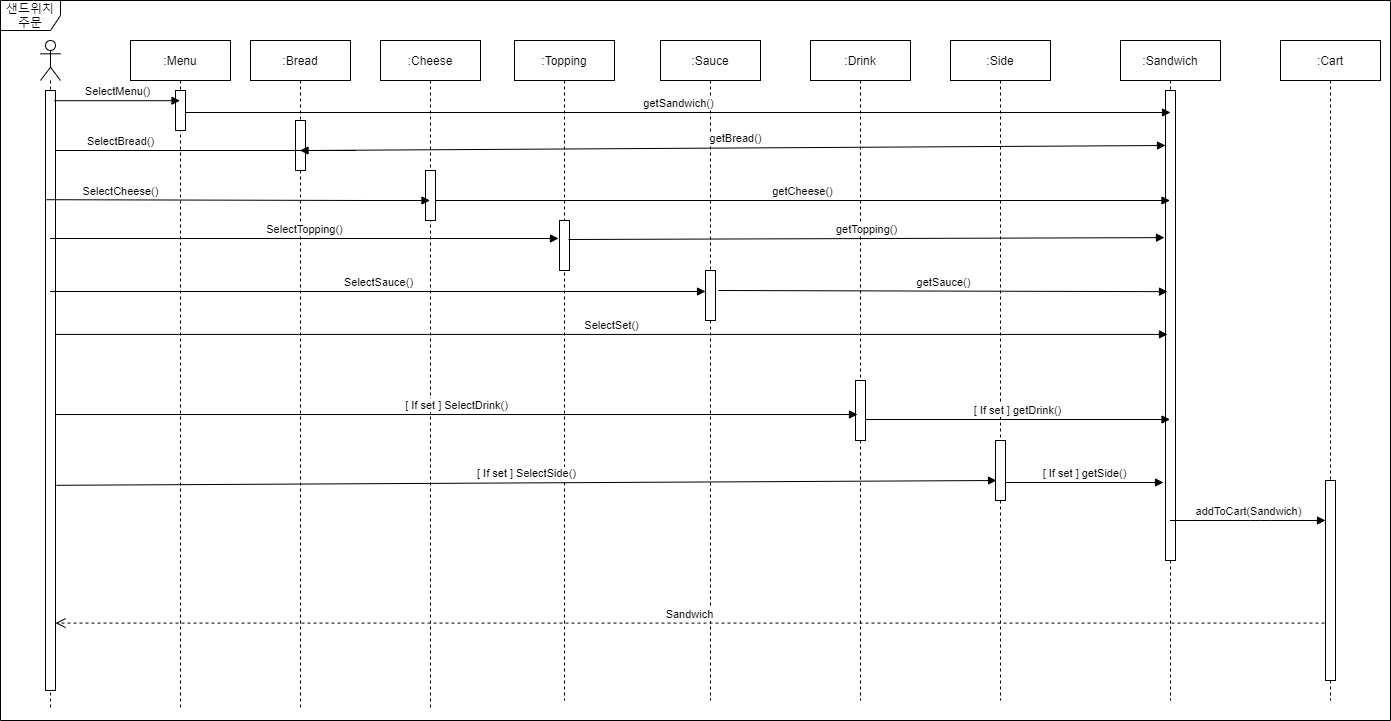 샌드위치
주문
:Menu
:Bread
:Cheese
:Topping
:Sauce
:Drink
:Side
:Sandwich
:Cart
SelectMenu()
getSandwich()
SelectBread()
getBread()
SelectCheese()
getCheese()
SelectTopping()
getTopping()
SelectSauce()
getSauce()
SelectSet()
[ If set ] SelectDrink()
[ If set ] getDrink()
[ If set ] SelectSide()
[ If set ] getSide()
addToCart(Sandwich)
Sandwich